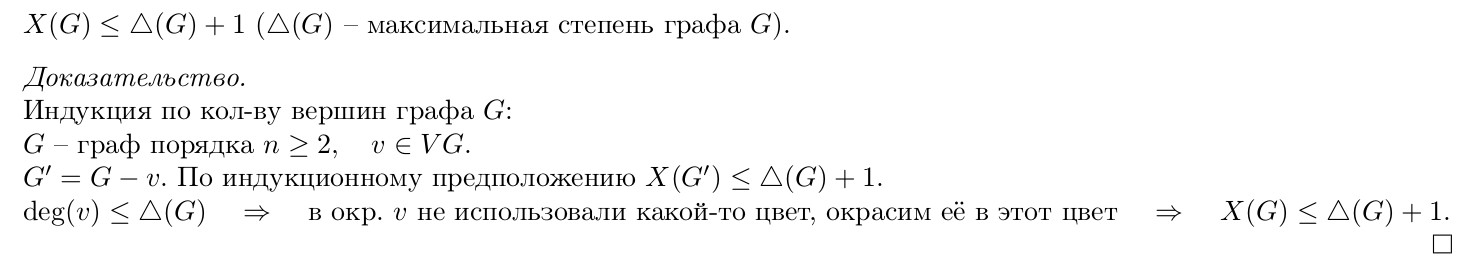 X(G) ≤ △(G) + 1 (△(G) – максимальная степень графа G).
Доказательство.
Индукция по кол-ву вершин графа G:
G – граф порядка n ≥ 2, v ∈ VG.
G′ = G − v. По индукционному предположению X(G′) ≤ △(G) + 1.
deg(v) ≤ △(G) ⇒ в окр. v не использовали какой-то цвет, окрасим её в этот цвет ⇒ X(G) ≤ △(G) + 1.
□